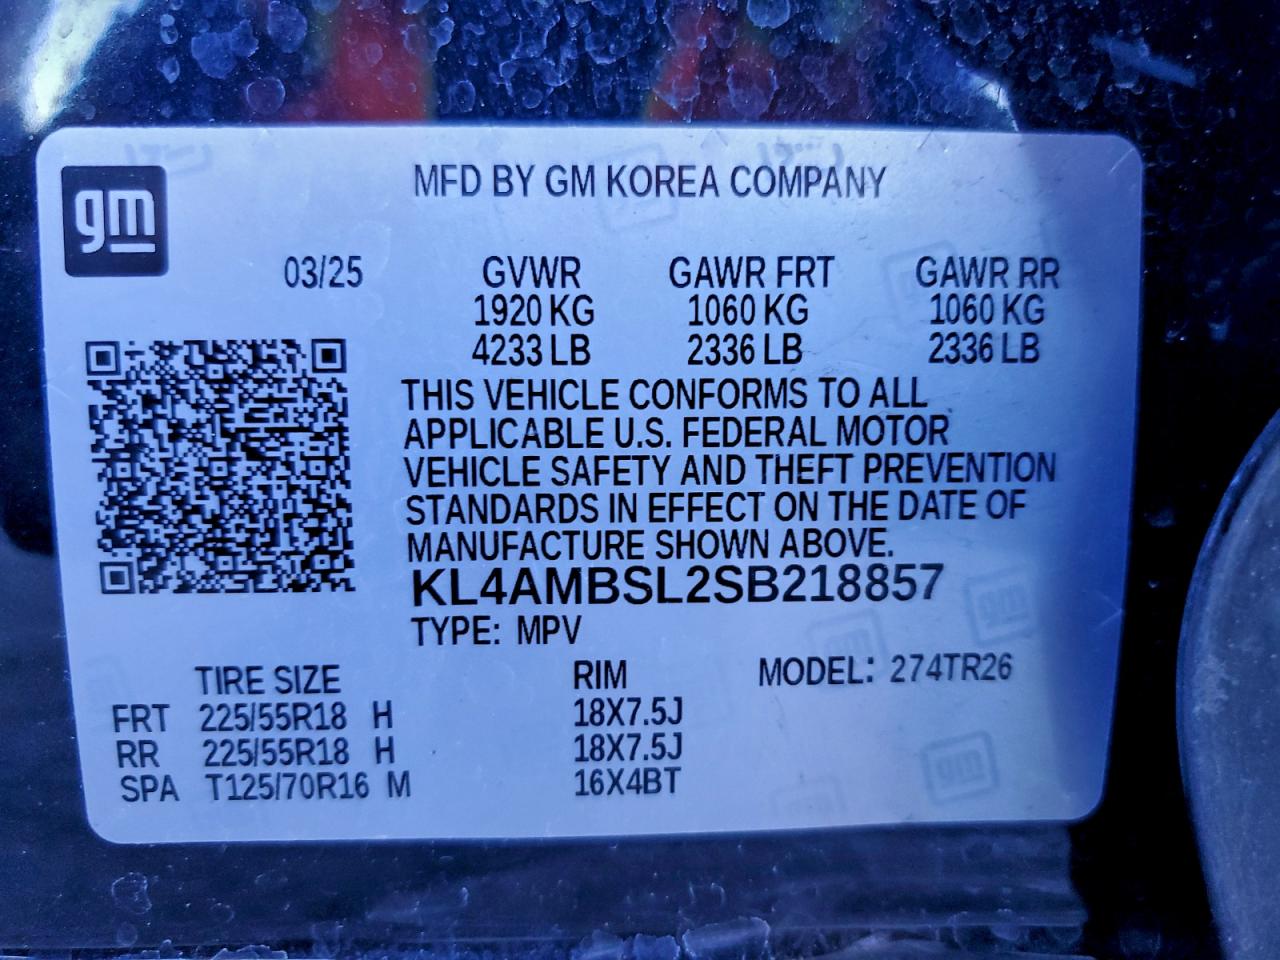 gm
MFD BY GM KOREA COMPANY
03/25 GVWR GAWR FRT GAWR RR
1920 KG 1060 KG 1060 KG
4233 LB 2336 LB 2336 LB
THIS VEHICLE CONFORMS TO ALL
APPLICABLE U.S. FEDERAL MOTOR
VEHICLE SAFETY AND THEFT PREVENTION
STANDARDS IN EFFECT ON THE DATE OF
MANUFACTURE SHOWN ABOVE.
KL4AMBSL2SB218857
TYPE: MPV
TIRE SIZE RIM MODEL: 274TR26
FRT 225/55R18 H 18X7.5J
RR 225/55R18 H 18X7.5J
SPA T125/70R16 M 16X4BT